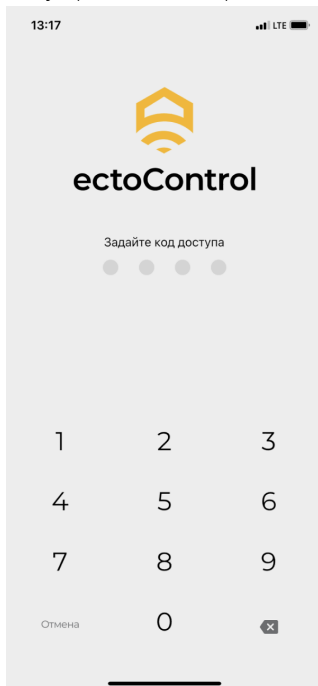 13:17 LTE
ectoControl
Задайте код доступа
1 2 3
4 5 6
7 8 9
Отмена 0